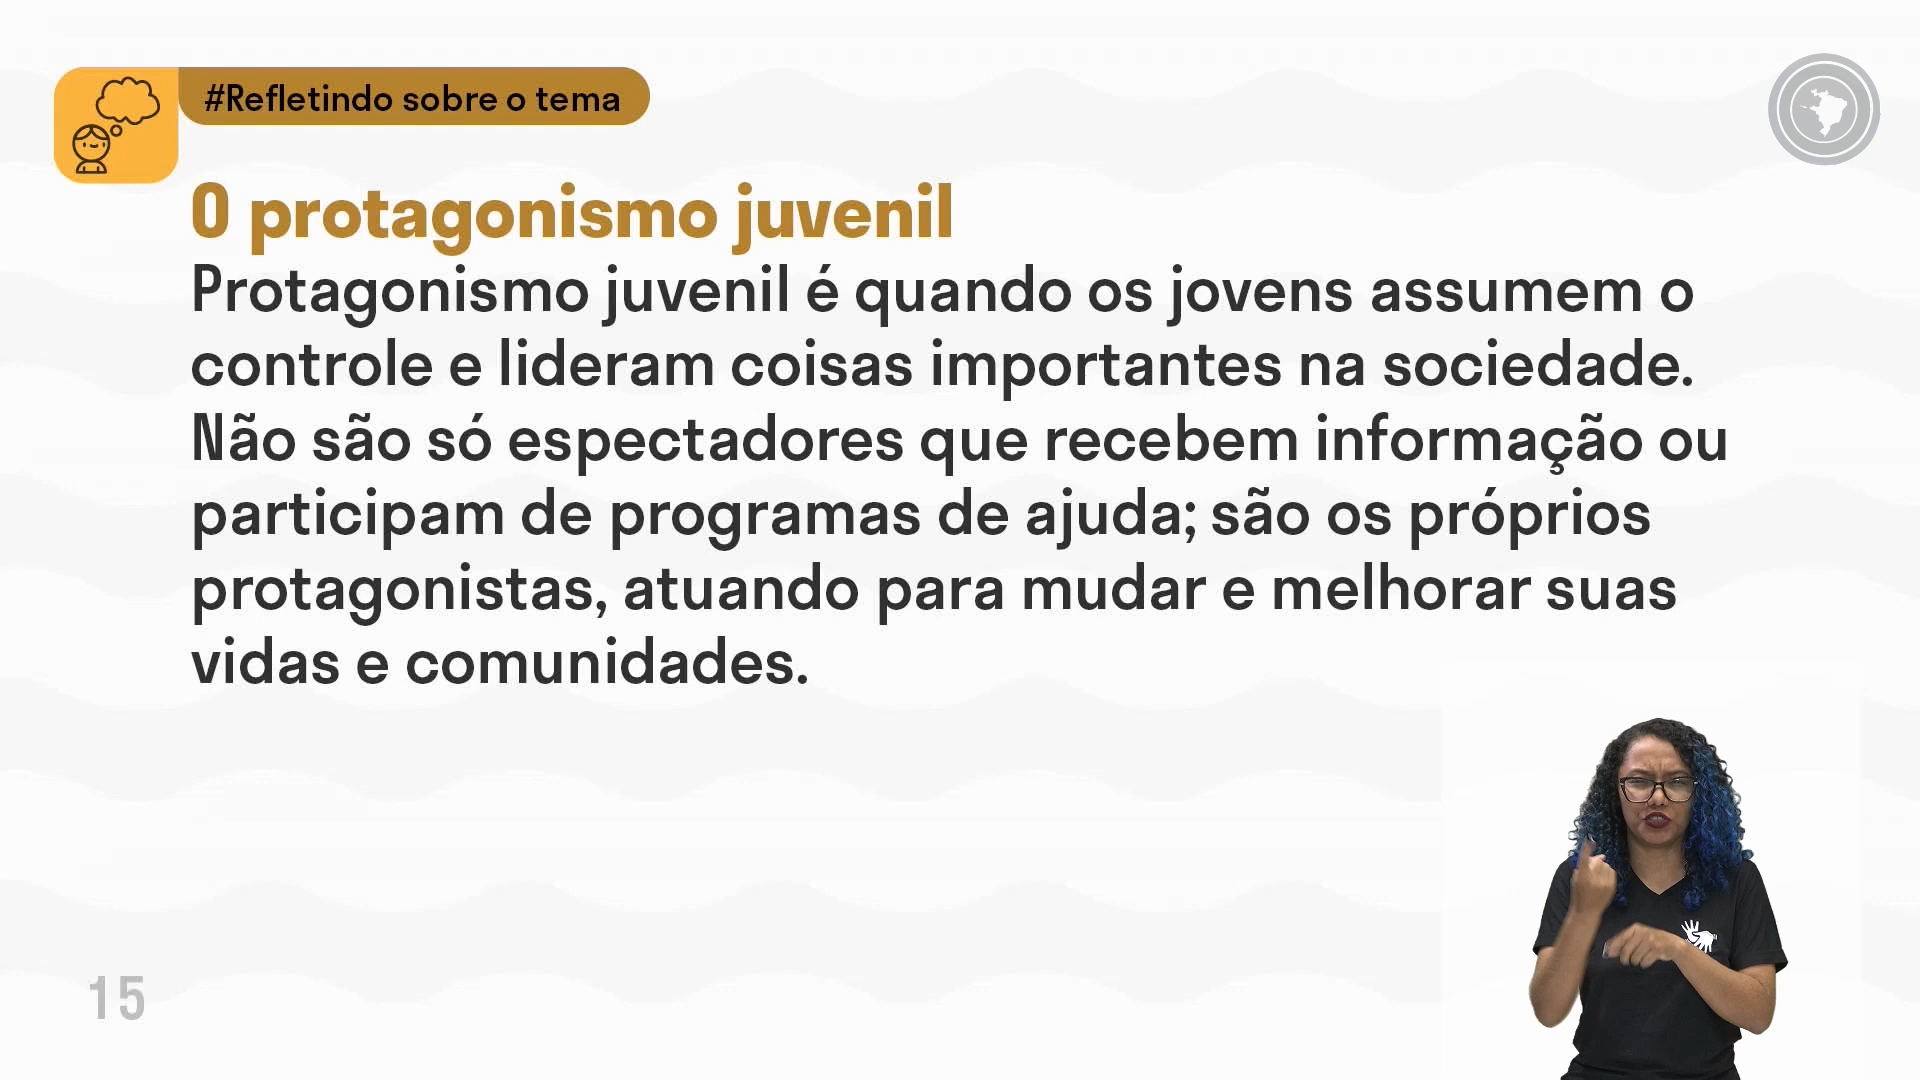 #Refletindo sobre o tema
O protagonismo juvenil
Protagonismo juvenil é quando os jovens assumem o
controle e lideram coisas importantes na sociedade.
Não são só espectadores que recebem informação ou
participam de programas de ajuda; são os próprios
protagonistas, atuando para mudar e melhorar suas
vidas e comunidades.
15